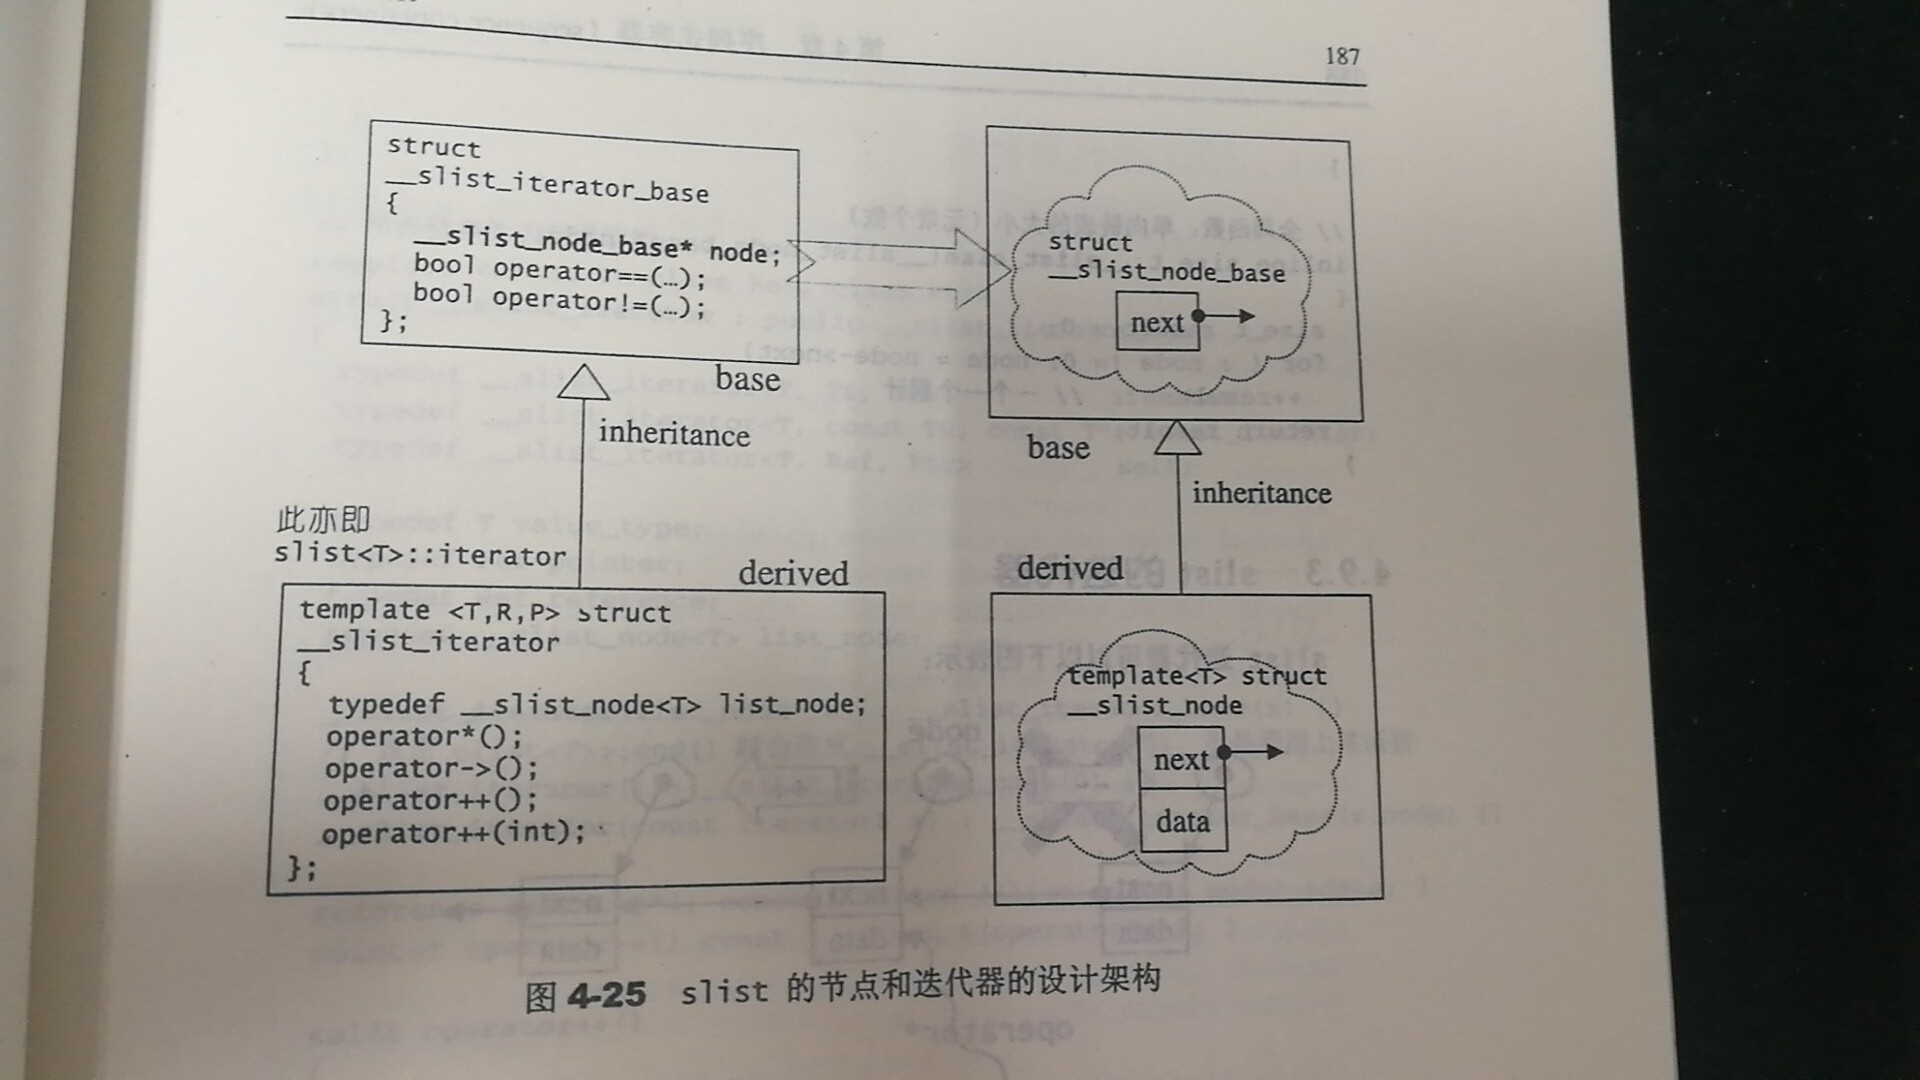 187
struct
__slist_iterator_base
{
__slist_node_base* node;
bool operator==(…);
bool operator!=(…);
};
base
inheritance
struct
__slist_node_base
next
base
inheritance
此亦即
slist<T>::iterator
derived
template <T,R,P> struct
__slist_iterator
{
typedef __slist_node<T> list_node;
operator*();
operator->();
operator++();
operator++(int);
};
derived
template<T> struct
__slist_node
next
data
图 4-25 slist 的节点和迭代器的设计架构